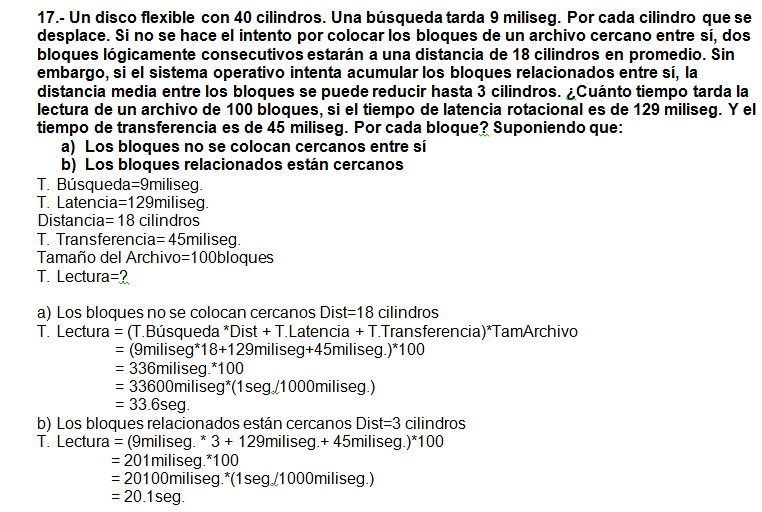 17.- Un disco flexible con 40 cilindros. Una búsqueda tarda 9 miliseg. Por cada cilindro que se
desplace. Si no se hace el intento por colocar los bloques de un archivo cercano entre sí, dos
bloques lógicamente consecutivos estarán a una distancia de 18 cilindros en promedio. Sin
embargo, si el sistema operativo intenta acumular los bloques relacionados entre sí, la
distancia media entre los bloques se puede reducir hasta 3 cilindros. ¿Cuánto tiempo tarda la
lectura de un archivo de 100 bloques, si el tiempo de latencia rotacional es de 129 miliseg. Y el
tiempo de transferencia es de 45 miliseg. Por cada bloque? Suponiendo que:
a) Los bloques no se colocan cercanos entre sí
b) Los bloques relacionados están cercanos
T. Búsqueda=9miliseg.
T. Latencia=129miliseg.
Distancia= 18 cilindros
T. Transferencia= 45miliseg.
Tamaño del Archivo=100bloques
T. Lectura=?
a) Los bloques no se colocan cercanos Dist=18 cilindros
T. Lectura = (T.Búsqueda *Dist + T.Latencia + T.Transferencia)*TamArchivo
= (9miliseg*18+129miliseg+45miliseg.)*100
= 336miliseg.*100
= 33600miliseg*(1seg./1000miliseg.)
= 33.6seg.
b) Los bloques relacionados están cercanos Dist=3 cilindros
T. Lectura = (9miliseg. * 3 + 129miliseg.+ 45miliseg.)*100
= 201miliseg.*100
= 20100miliseg.*(1seg./1000miliseg.)
= 20.1seg.